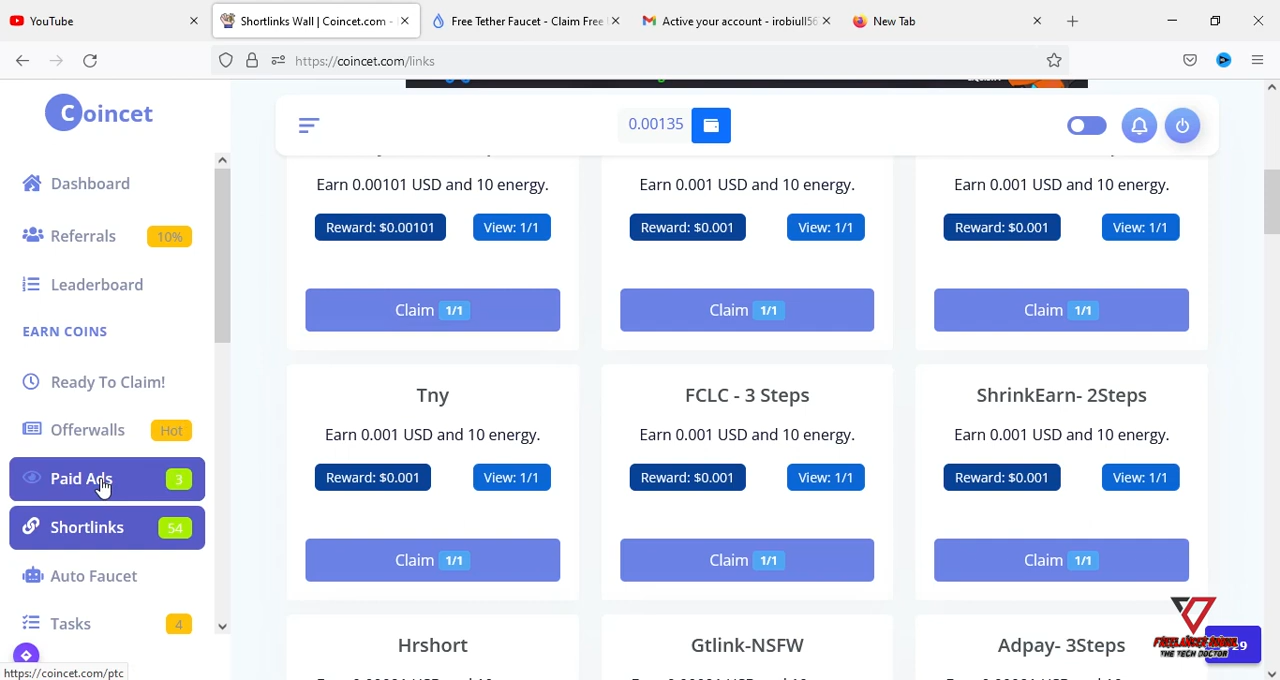 YouTube
Shortlinks Wall | Coincet.com -
Free Tether Faucet - Claim Free
Active your account - irobiull56
New Tab
https://coincet.com/links
Coincet
0.00135
Dashboard
Referrals 10%
Leaderboard
EARN COINS
Ready To Claim!
Offerwalls Hot
Paid Ads 3
Shortlinks 54
Auto Faucet
Tasks 4
https://coincet.com/ptc
Earn 0.00101 USD and 10 energy.
Reward: $0.00101 View: 1/1
Claim 1/1
Earn 0.001 USD and 10 energy.
Reward: $0.001 View: 1/1
Claim 1/1
Earn 0.001 USD and 10 energy.
Reward: $0.001 View: 1/1
Claim 1/1
Tny
Earn 0.001 USD and 10 energy.
Reward: $0.001 View: 1/1
Claim 1/1
FCLC - 3 Steps
Earn 0.001 USD and 10 energy.
Reward: $0.001 View: 1/1
Claim 1/1
ShrinkEarn- 2Steps
Earn 0.001 USD and 10 energy.
Reward: $0.001 View: 1/1
Claim 1/1
Hrshort
Gtlink-NSFW
Adpay- 3Steps
THE TECH DOCTOR
29